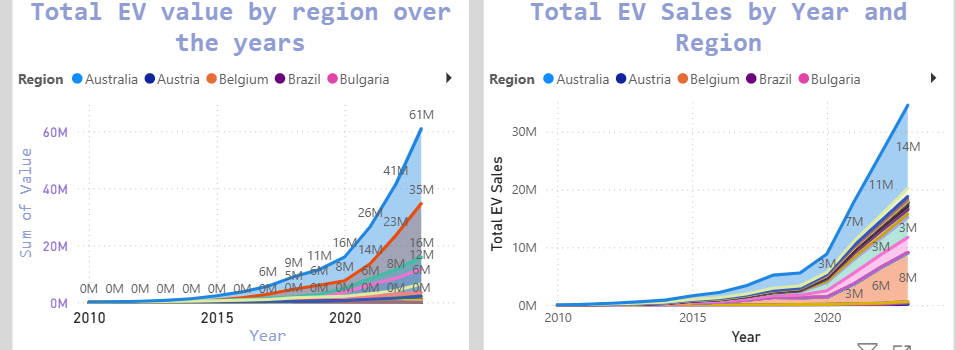 Total EV value by region over
the years
Region Australia Austria Belgium Brazil Bulgaria
61M
60M
41M
40M
35M
26M
23M
20M
16M
16M
14M
11M
12M
9M
8M
8M
6M
6M
6M
6M
5M
0M
0M 0M 0M 0M 0M 0M 0M 0M 0M 0M 0M 0M 0M 0M
2010 2015 2020
Sum of Value
Year
Total EV Sales by Year and
Region
Region Australia Austria Belgium Brazil Bulgaria
30M
14M
20M
11M
7M
3M
10M
3M
3M
8M
6M
3M
0M
2010 2015 2020
Total EV Sales
Year